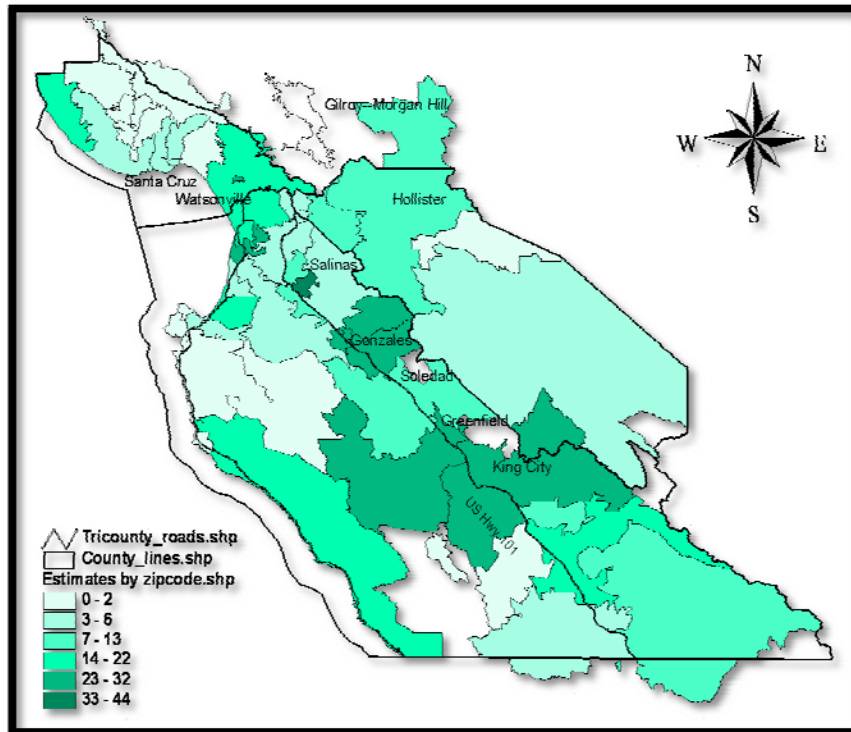 N
Gilroy--Morgan Hill
W
E
Santa Cruz
S
Watsonville
Hollister
Salinas
Gonzales
Soledad
Greenfield
King City
US Hwy 101
Tricounty_roads.shp
County_lines.shp
Estimates by zipcode.shp
0 - 2
3 - 6
7 - 13
14 - 22
23 - 32
33 - 44